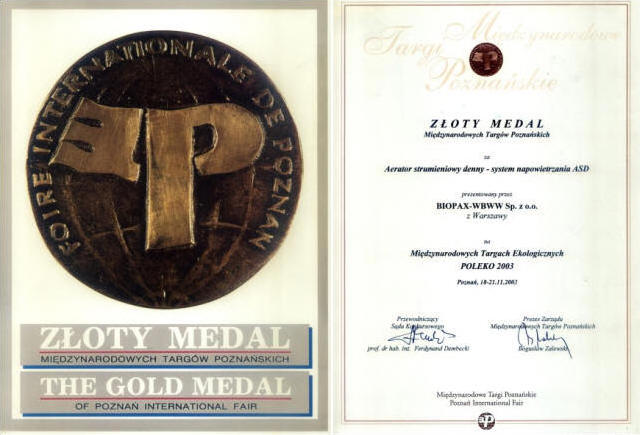 FOIRE INTERNATIONALE DE POZNAŃ
ZŁOTY MEDAL
MIĘDZYNARODOWYCH TARGÓW POZNAŃSKICH
THE GOLD MEDAL
OF POZNAŃ INTERNATIONAL FAIR
Międzynarodowe
Targi
Poznańskie
ZŁOTY MEDAL
Międzynarodowych Targów Poznańskich
za
Aerator strumieniowy denny - system napowietrzania ASD
prezentowany przez
BIOPAX-WBWW Sp. z o.o.
z Warszawy
na
Międzynarodowych Targach Ekologicznych
POLEKO 2003
Poznań, 18-21.11.2003
Przewodniczący
Sądu Konkursowego
prof. dr hab. inż. Ferdynand Dembecki
Prezes Zarządu
Międzynarodowych Targów Poznańskich
Bogusław Zalewski
Międzynarodowe Targi Poznańskie
Poznań International Fair